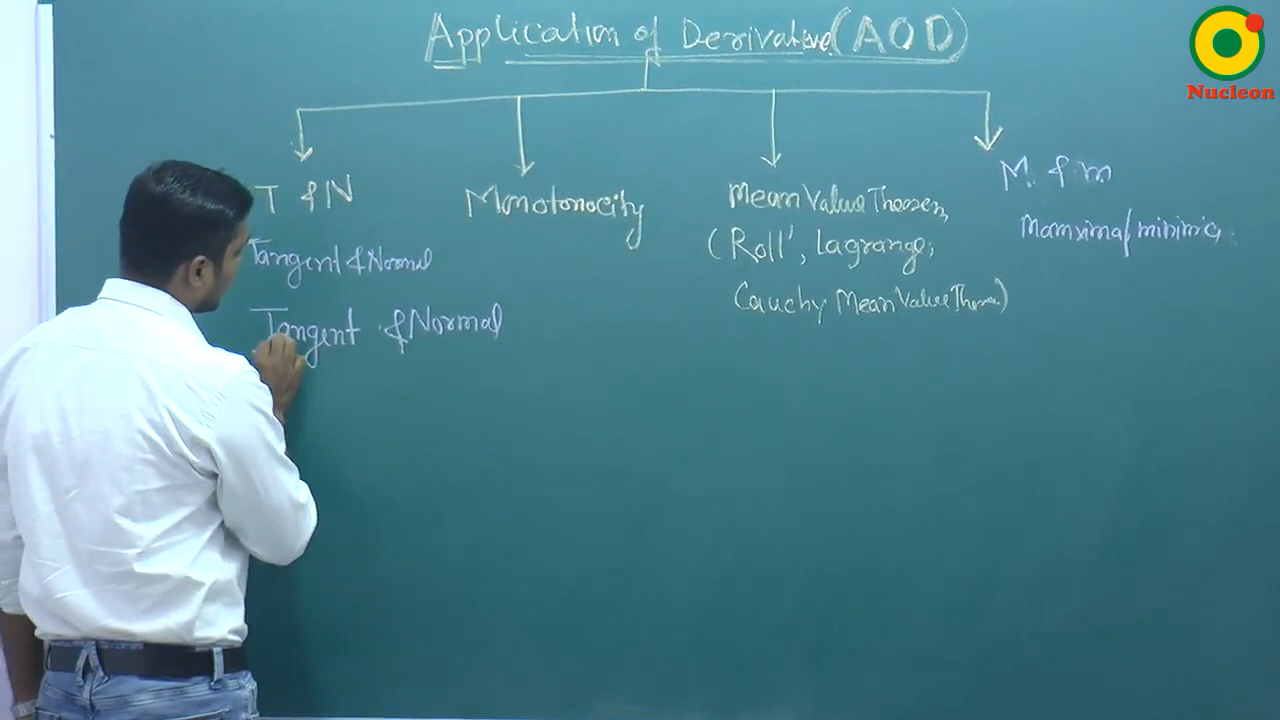 Application of Derivative (AOD)
T & N
Tangent & Normal
Monotonocity
Mean Value Theorem,
(Roll', Lagrange,
Cauchy Mean Value Theorem)
M. & m
Manxima/minima
Tangent & Normal
Nucleon